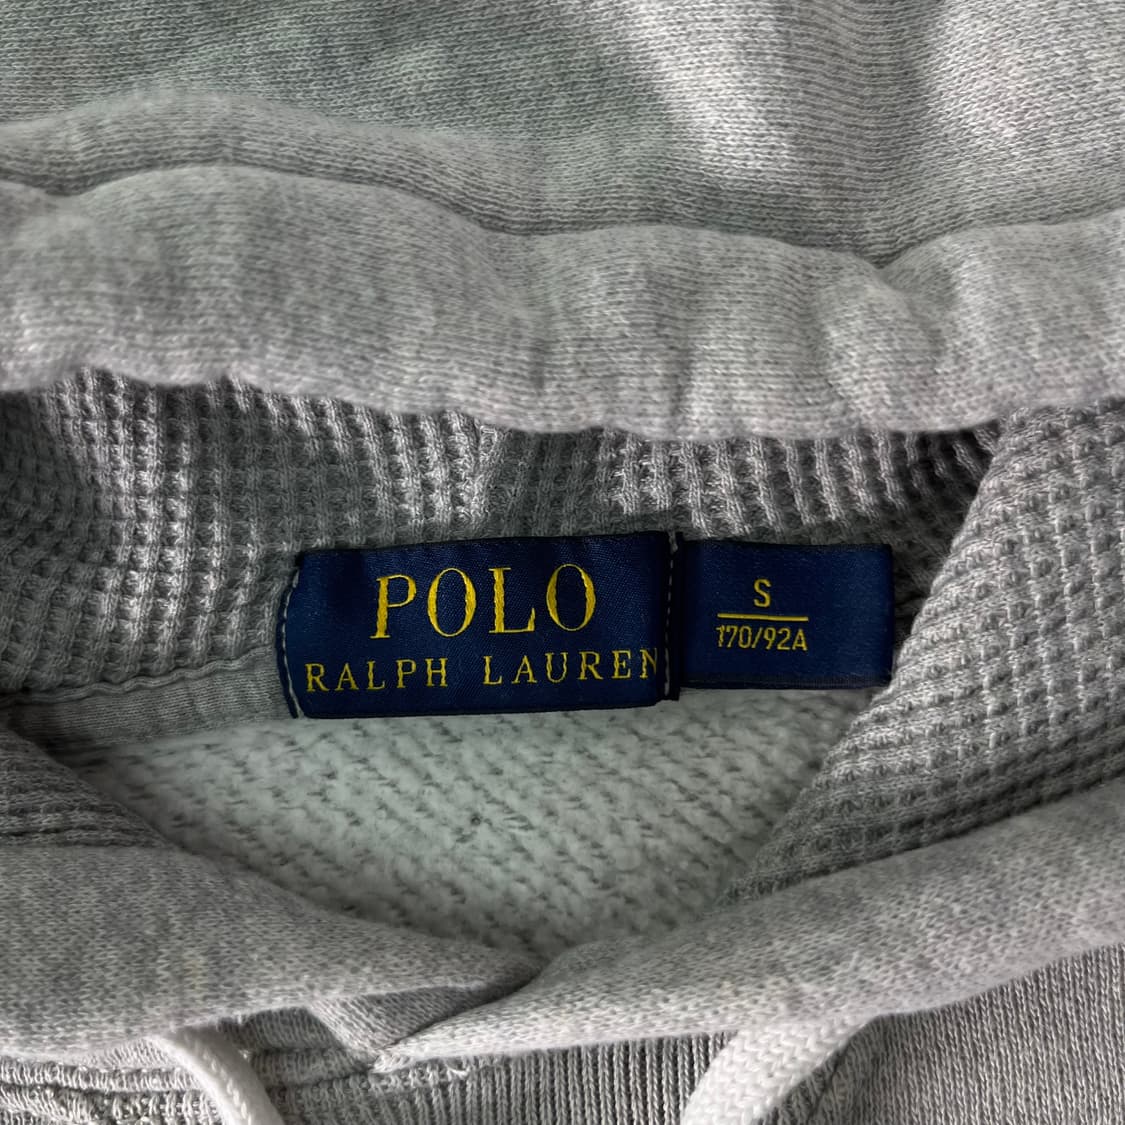 POLO
RALPH LAUREN
S
170/92A